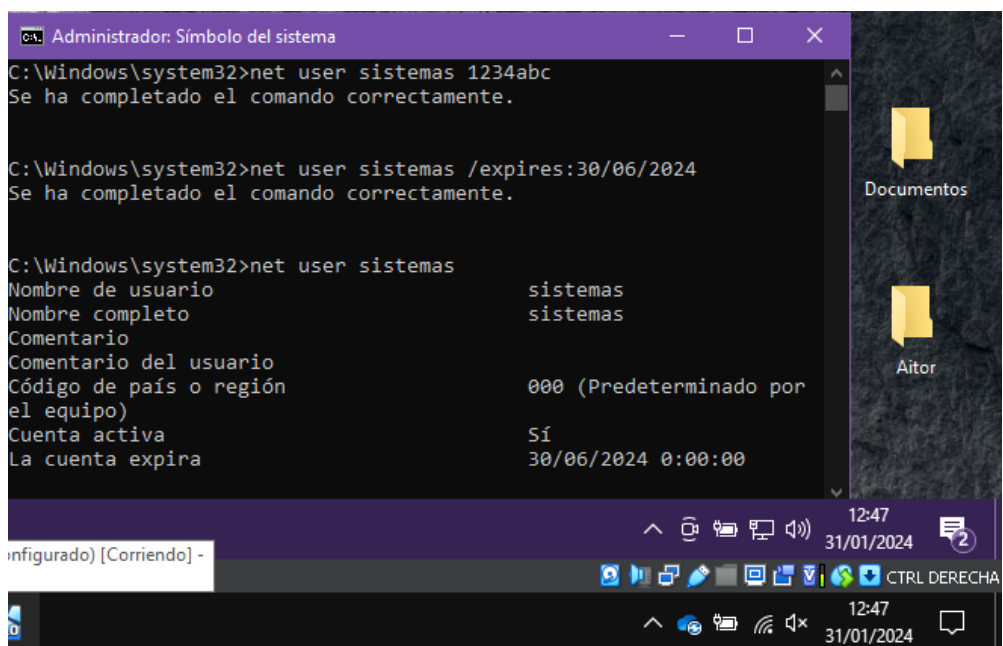 Administrador: Símbolo del sistema
C:\Windows\system32>net user sistemas 1234abc
Se ha completado el comando correctamente.
C:\Windows\system32>net user sistemas /expires:30/06/2024
Se ha completado el comando correctamente.
C:\Windows\system32>net user sistemas
Nombre de usuario sistemas
Nombre completo sistemas
Comentario
Comentario del usuario
Código de país o región 000 (Predeterminado por
el equipo)
Cuenta activa Sí
La cuenta expira 30/06/2024 0:00:00
Documentos
Aitor
12:47
31/01/2024
2
onfigurado) [Corriendo] -
CTRL DERECHA
12:47
31/01/2024